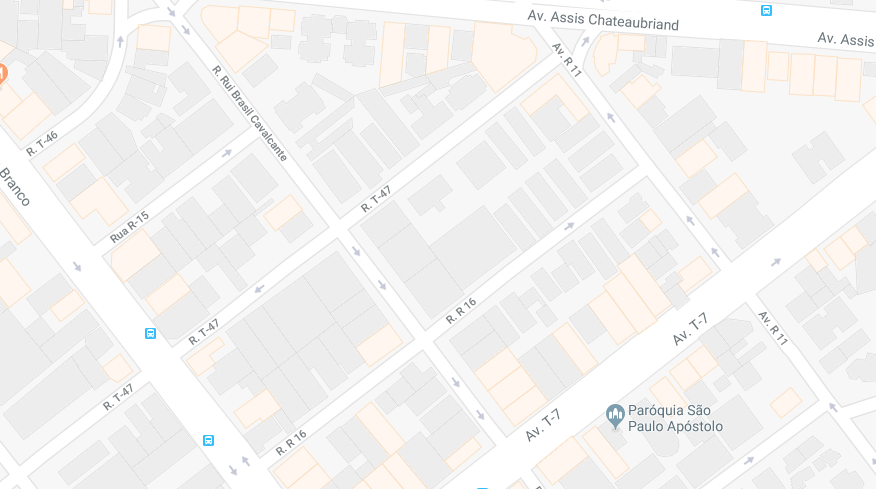 Av. Assis Chateaubriand
Av. Assis
Av. R 11
R. Rui Brasil Cavalcante
R. T-46
Branco
R. T-47
Rua R-15
R. R 16
R. T-47
Av. T-7
Av. R 11
R. T-47
Paróquia São
Paulo Apóstolo
Av. T-7
R. R 16